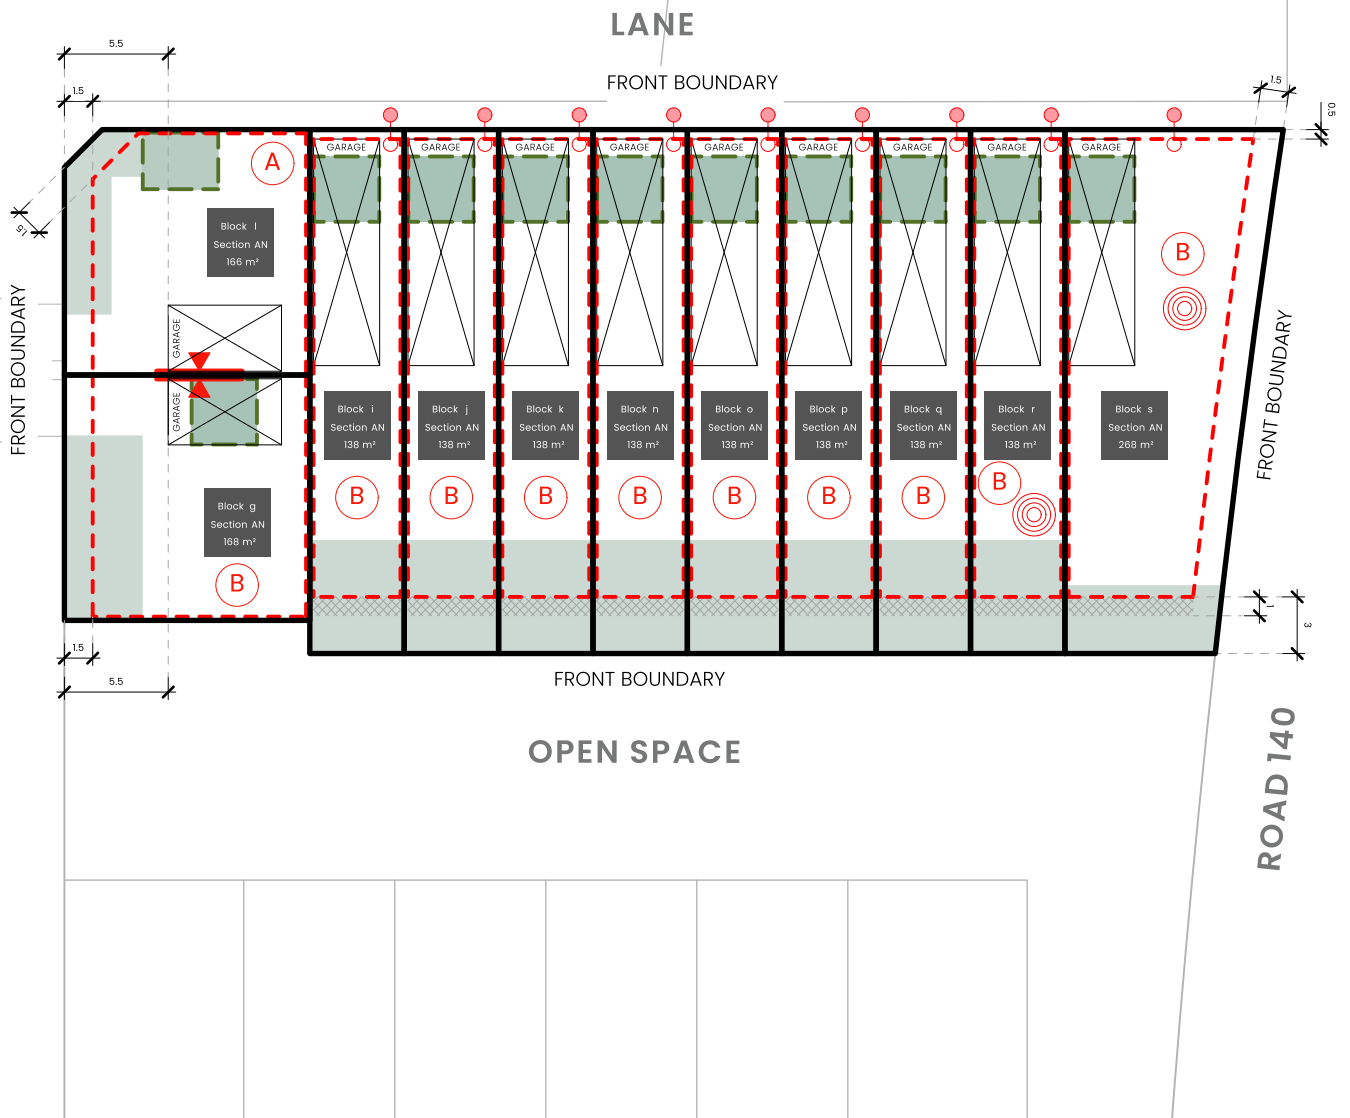 LANE
5.5
FRONT BOUNDARY
1.5
1.5
0.5
A
GARAGE
GARAGE
GARAGE
GARAGE
GARAGE
GARAGE
GARAGE
GARAGE
GARAGE
1.5
Block l
Section AN
166 m²
B
FRONT BOUNDARY
GARAGE
GARAGE
FRONT BOUNDARY
Block i
Section AN
138 m²
Block j
Section AN
138 m²
Block k
Section AN
138 m²
Block n
Section AN
138 m²
Block o
Section AN
138 m²
Block p
Section AN
138 m²
Block q
Section AN
138 m²
Block r
Section AN
138 m²
Block s
Section AN
268 m²
B
B
B
B
B
B
B
B
Block g
Section AN
168 m²
B
1
3
1.5
5.5
FRONT BOUNDARY
OPEN SPACE
ROAD 140